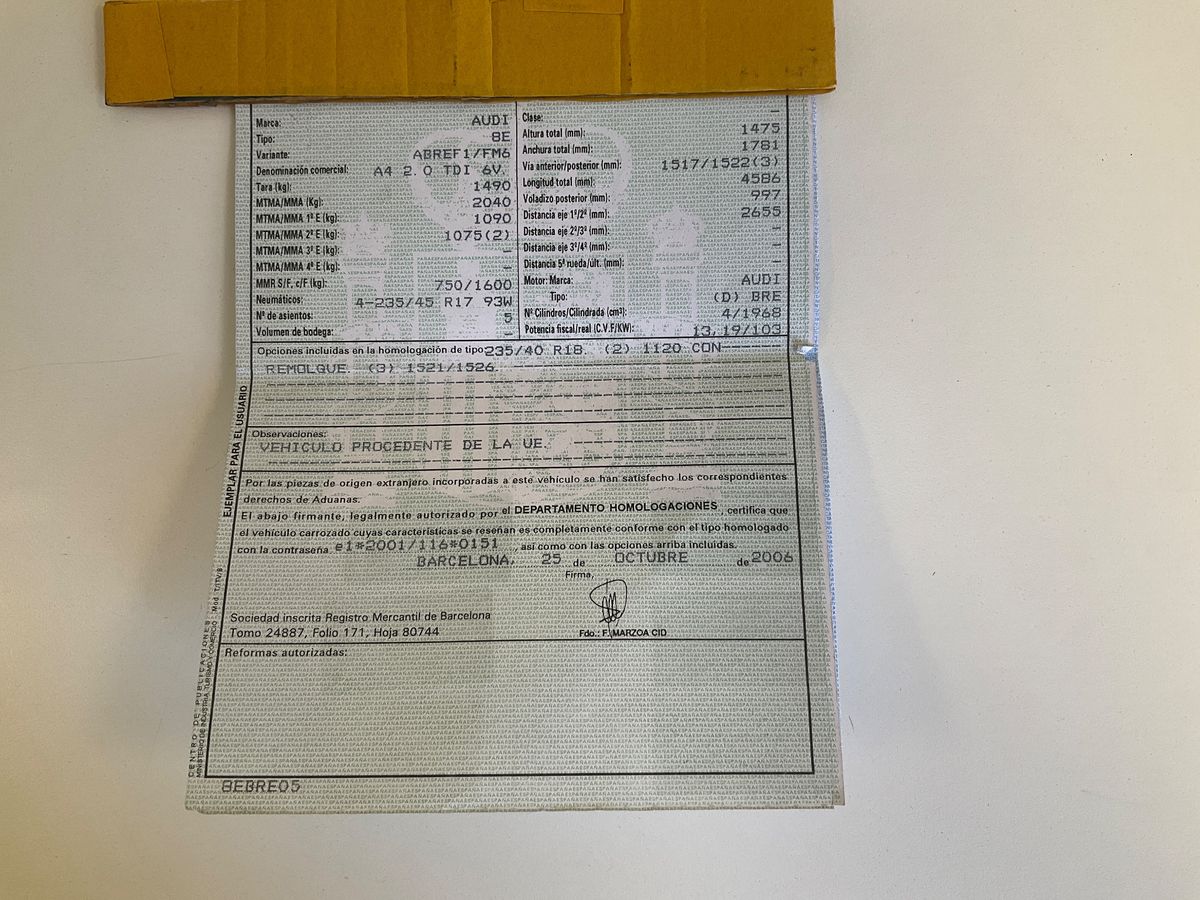 Marca: AUDI
Tipo: 8E
Variante: ABREF1/FM6
Denominación comercial: A4 2.0 TDI 6V.
Tara (kg): 1490
MTMA/MMA (Kg): 2040
MTMA/MMA 1º E (kg): 1090
MTMA/MMA 2º E (kg): 1075(2)
MTMA/MMA 3º E (kg): –
MTMA/MMA 4º E (kg): –
MMR S/F, c/F (kg): 750/1600
Neumáticos: 4-235/45 R17 93W
Nº de asientos: 5
Volumen de bodega: –
Clase: –
Altura total (mm): 1475
Anchura total (mm): 1781
Vía anterior/posterior (mm): 1517/1522(3)
Longitud total (mm): 4586
Voladizo posterior (mm): 997
Distancia eje 1º/2º (mm): 2655
Distancia eje 2º/3º (mm): –
Distancia eje 3º/4º (mm): –
Distancia 5ª rueda/últ. (mm): –
Motor: Marca: AUDI
Tipo: (D) BRE
Nº Cilindros/Cilindrada (cm³): 4/1968
Potencia fiscal/real (C.V.F/KW): 13,19/103
Opciones incluidas en la homologación de tipo: 235/40 R18. (2) 1120 CON
REMOLQUE. (3) 1521/1526.
Observaciones:
VEHICULO PROCEDENTE DE LA UE.
Por las piezas de origen extranjero incorporadas a este vehículo se han satisfecho los correspondientes
derechos de Aduanas.
El abajo firmante, legalmente autorizado por el DEPARTAMENTO HOMOLOGACIONES, certifica que
el vehículo carrozado cuyas características se reseñan es completamente conforme con el tipo homologado
con la contraseña e1*2001/116*0151, así como con las opciones arriba incluidas.
BARCELONA, 25 de OCTUBRE de 2006
Firma,
Sociedad inscrita Registro Mercantil de Barcelona
Tomo 24887, Folio 171, Hoja 80744
Fdo.: F. MARZOA CID
Reformas autorizadas:
8EBRE05
EJEMPLAR PARA EL USUARIO
CENTRO DE PUBLICACIONES Mod. T/ITV/B
MINISTERIO DE INDUSTRIA, TURISMO Y COMERCIO